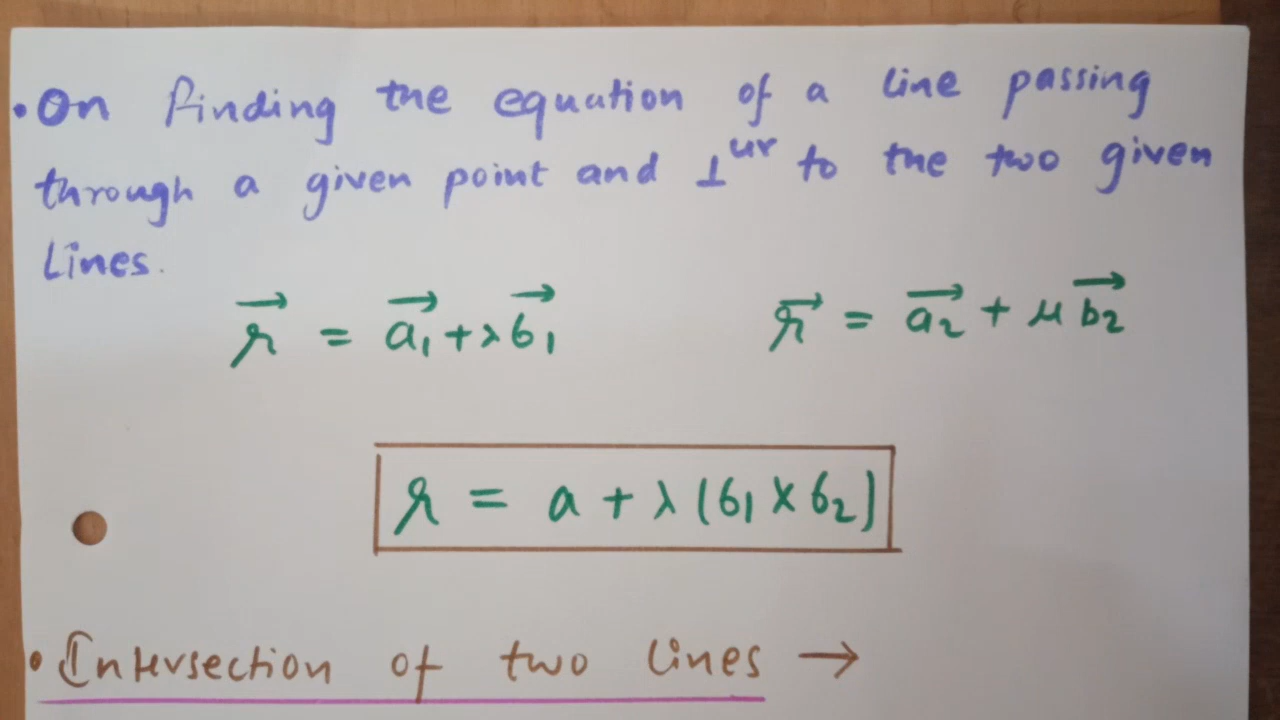 • On finding the equation of a line passing
through a given point and ⊥ur to the two given
Lines.
r⃗ = a⃗₁ + λb⃗₁ r⃗ = a⃗₂ + μb⃗₂
r = a + λ(b₁ × b₂)
• Intersection of two lines →